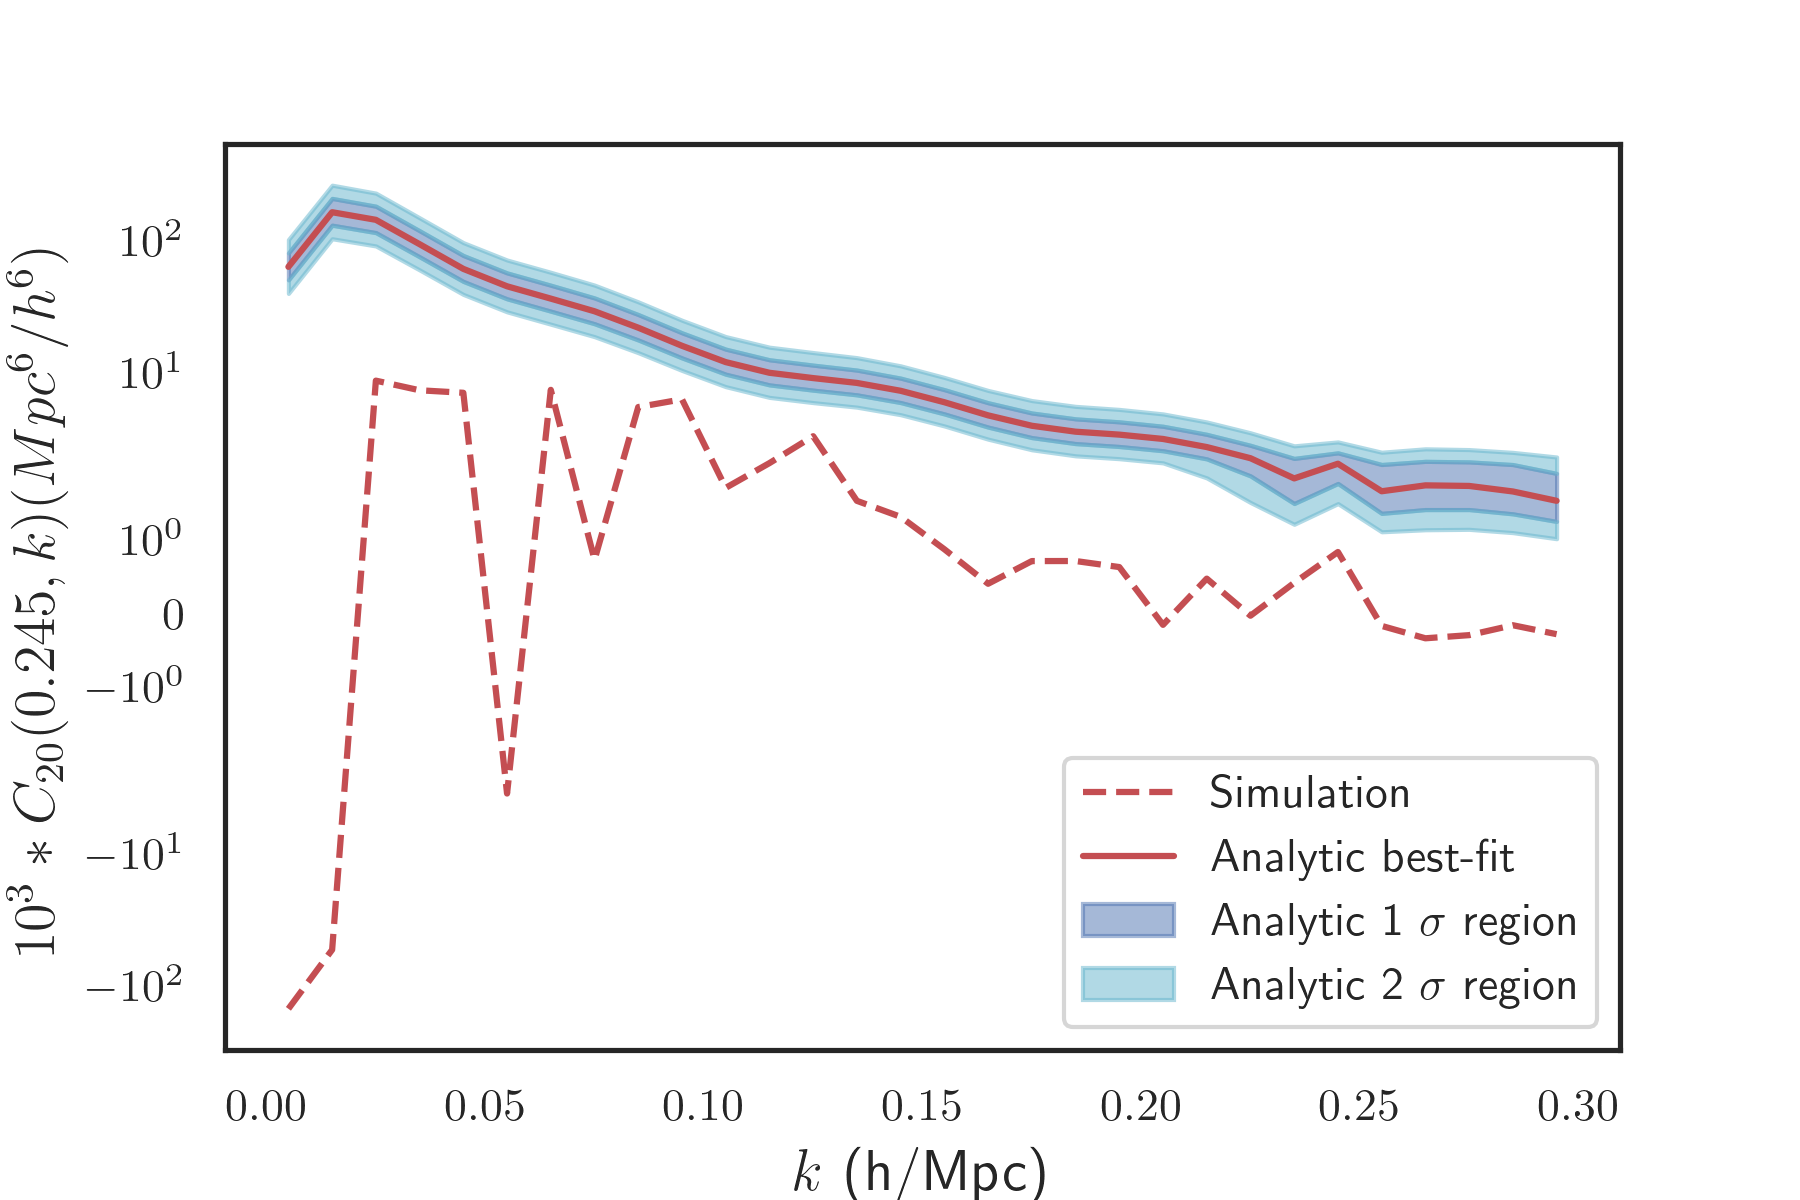 10^3 * C_{20}(0.245, k)(Mpc^6/h^6)
10^2
10^1
10^0
0
−10^0
−10^1
−10^2
Simulation
Analytic best-fit
Analytic 1 σ region
Analytic 2 σ region
0.00 0.05 0.10 0.15 0.20 0.25 0.30
k (h/Mpc)